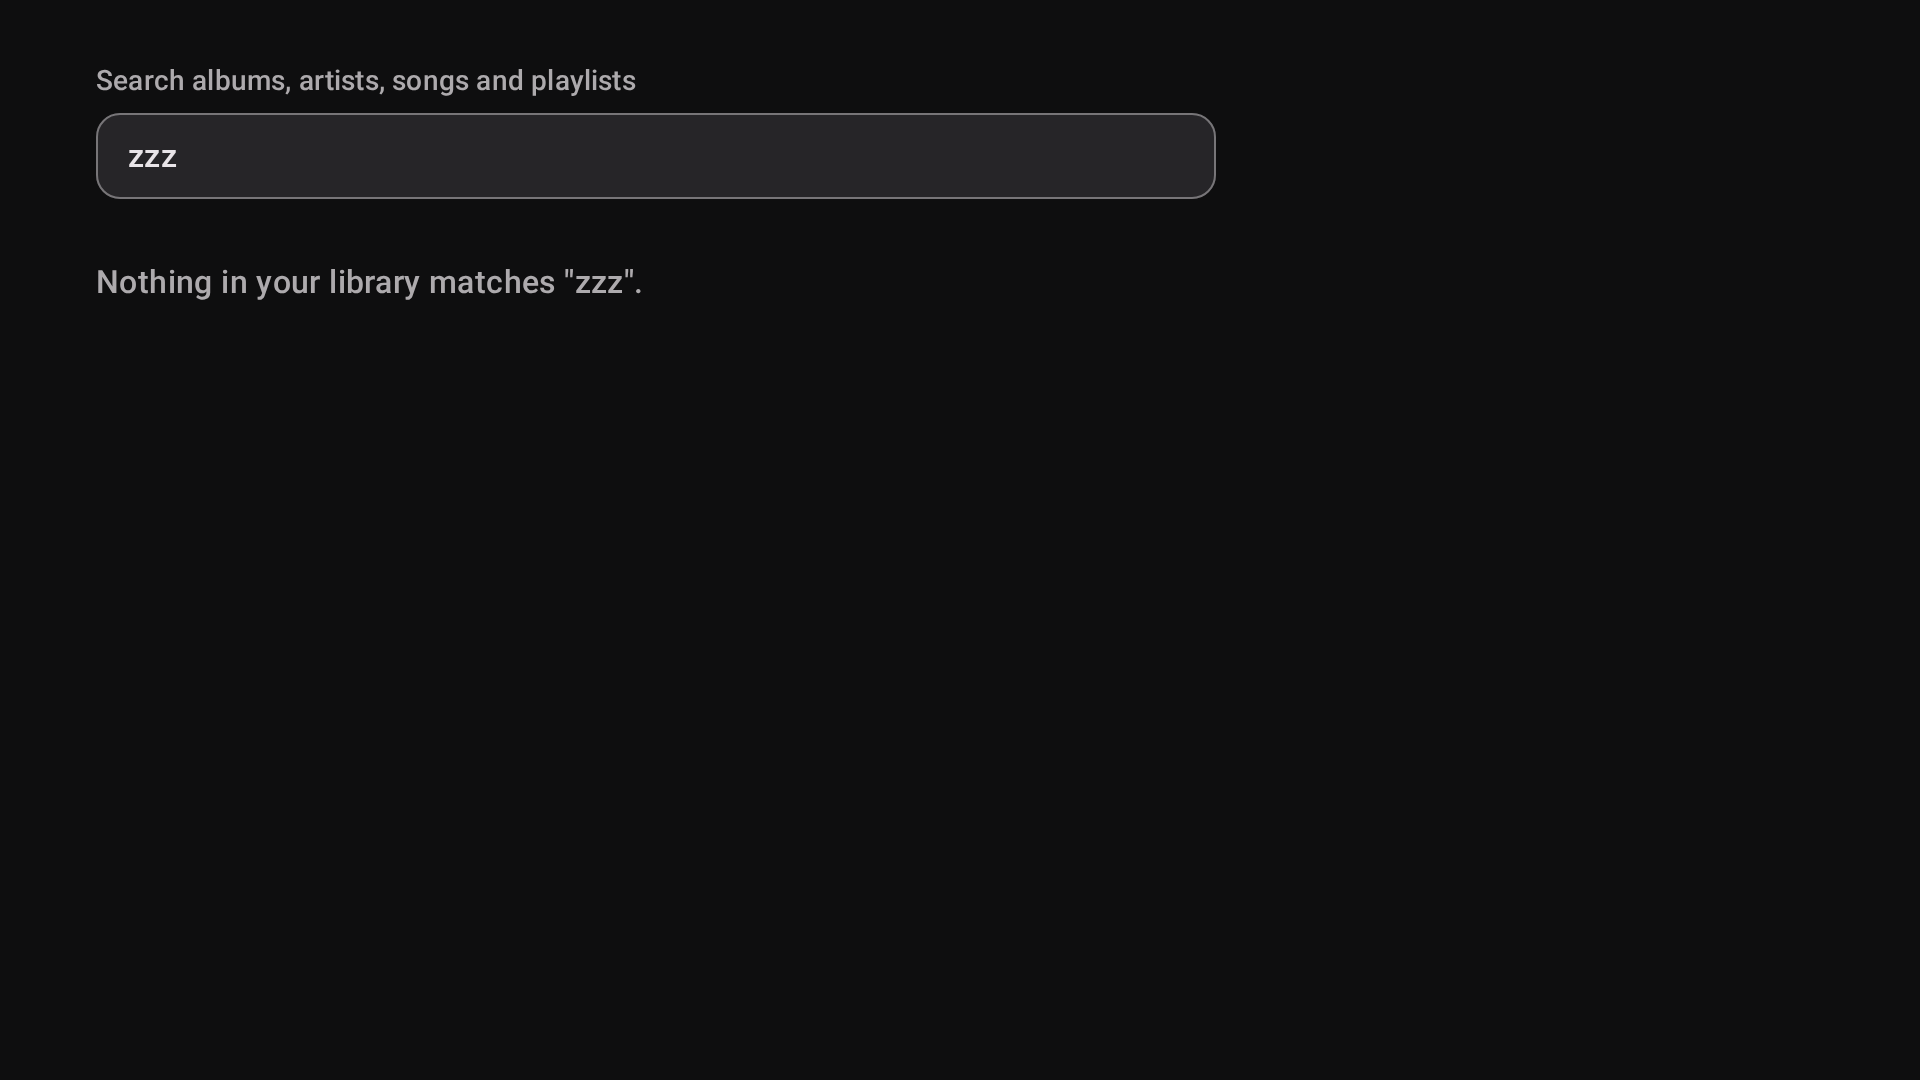 Search albums, artists, songs and playlists
zzz
Nothing in your library matches "zzz".